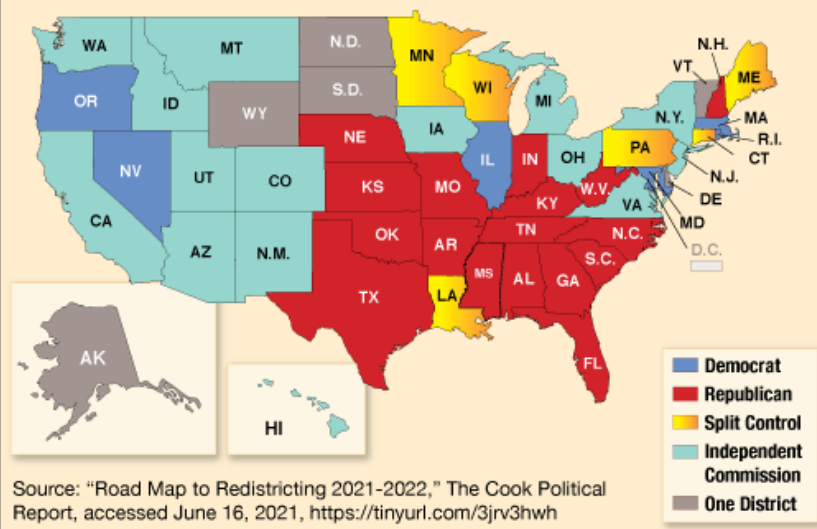 WA
MT
N.D.
MN
N.H.
VT
ME
OR
ID
S.D.
WI
MI
WY
N.Y.
MA
R.I.
CT
NE
IA
PA
NV
UT
CO
IL
IN
OH
N.J.
DE
MD
D.C.
CA
KS
MO
KY
W.V.
VA
AZ
N.M.
OK
AR
TN
N.C.
S.C.
TX
LA
MS
AL
GA
FL
AK
HI
Democrat
Republican
Split Control
Independent
Commission
One District
Source: “Road Map to Redistricting 2021-2022,” The Cook Political
Report, accessed June 16, 2021, https://tinyurl.com/3jrv3hwh